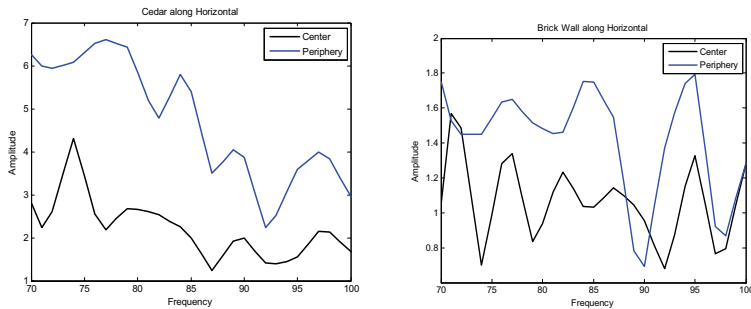 Cedar along Horizontal
7
6
5
4
3
2
1
Amplitude
70 75 80 85 90 95 100
Frequency
Center
Periphery
Brick Wall along Horizontal
2
1.8
1.6
1.4
1.2
1
0.8
Amplitude
70 75 80 85 90 95 100
Frequency
Center
Periphery